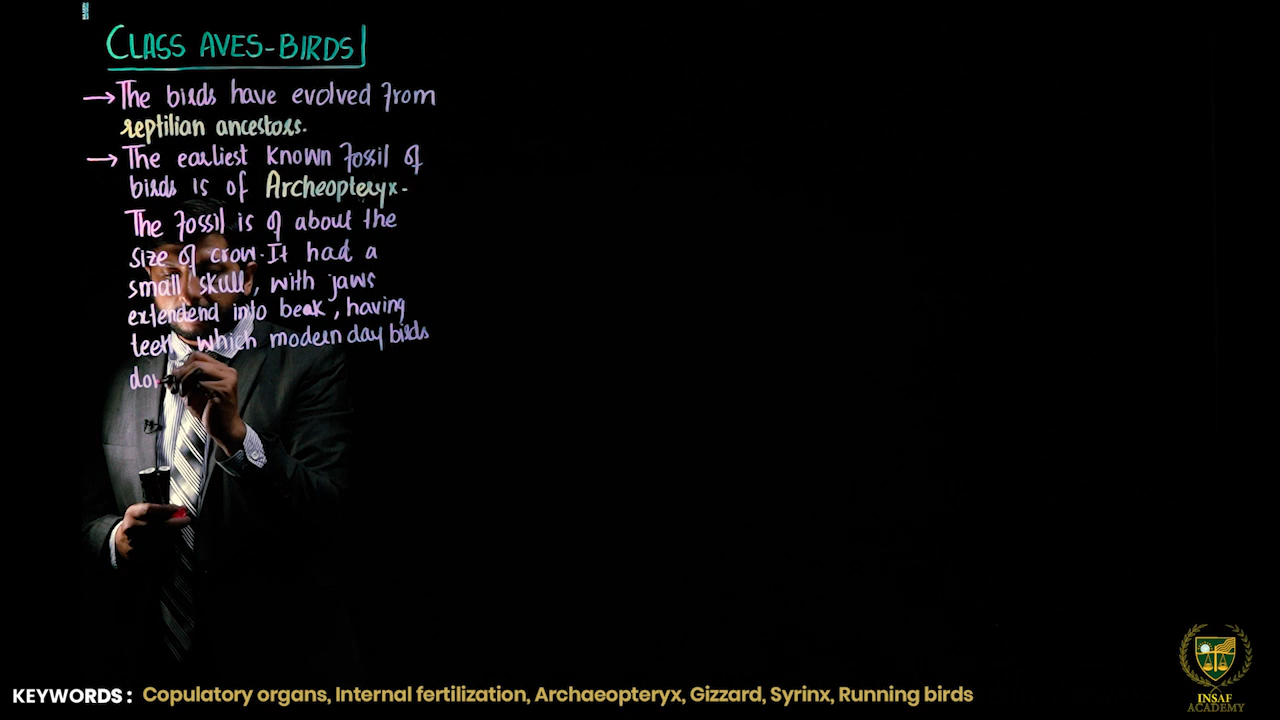 CLASS AVES-BIRDS
→ The birds have evolved from
reptilian ancestors.
→ The earliest known fossil of
birds is of Archeopteryx.
The fossil is of about the
size of crow. It had a
small skull, with jaws
extendend into beak, having
teeth which modern day birds
don
KEYWORDS: Copulatory organs, Internal fertilization, Archaeopteryx, Gizzard, Syrinx, Running birds
INSAF
ACADEMY